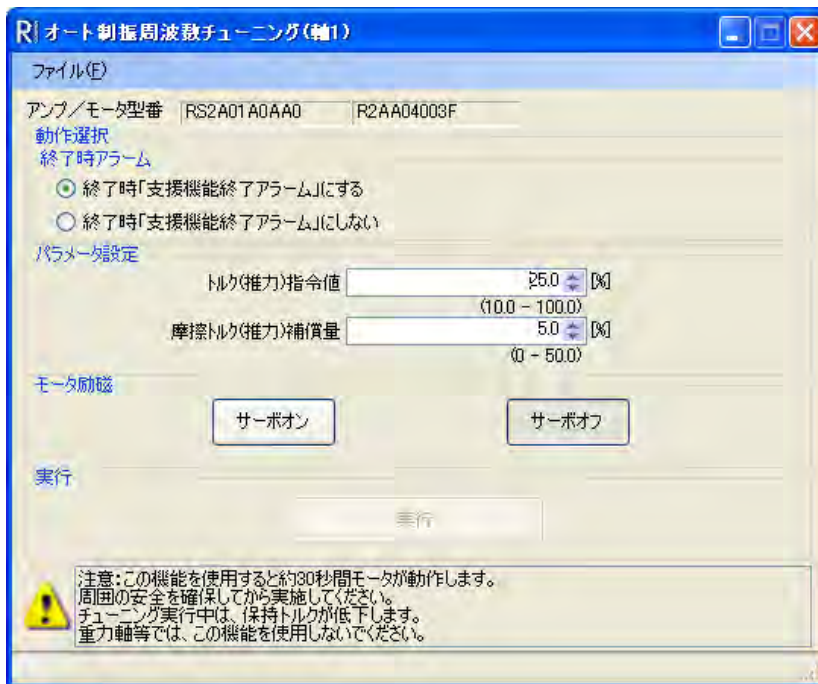 R オート制振周波数チューニング(軸1)
ファイル(F)
アンプ/モータ型番 RS2A01A0AA0 R2AA04003F
動作選択
終了時アラーム
終了時「支援機能終了アラーム」にする
終了時「支援機能終了アラーム」にしない
パラメータ設定
トルク(推力)指令値 25.0 [%]
(10.0 - 100.0)
摩擦トルク(推力)補償量 5.0 [%]
(0 - 50.0)
モータ励磁
サーボオン サーボオフ
実行
実行
注意:この機能を使用すると約30秒間モータが動作します。
周囲の安全を確保してから実施してください。
チューニング実行中は、保持トルクが低下します。
重力軸等では、この機能を使用しないでください。